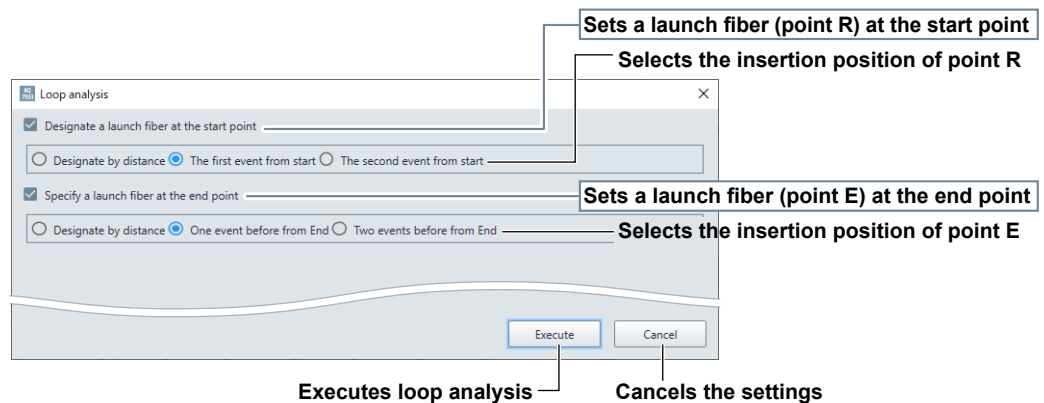 Sets a launch fiber (point R) at the start point
Selects the insertion position of point R
Loop analysis
Designate a launch fiber at the start point
Designate by distance The first event from start The second event from start
Specify a launch fiber at the end point
Sets a launch fiber (point E) at the end point
Designate by distance One event before from End Two events before from End
Selects the insertion position of point E
Execute Cancel
Executes loop analysis Cancels the settings